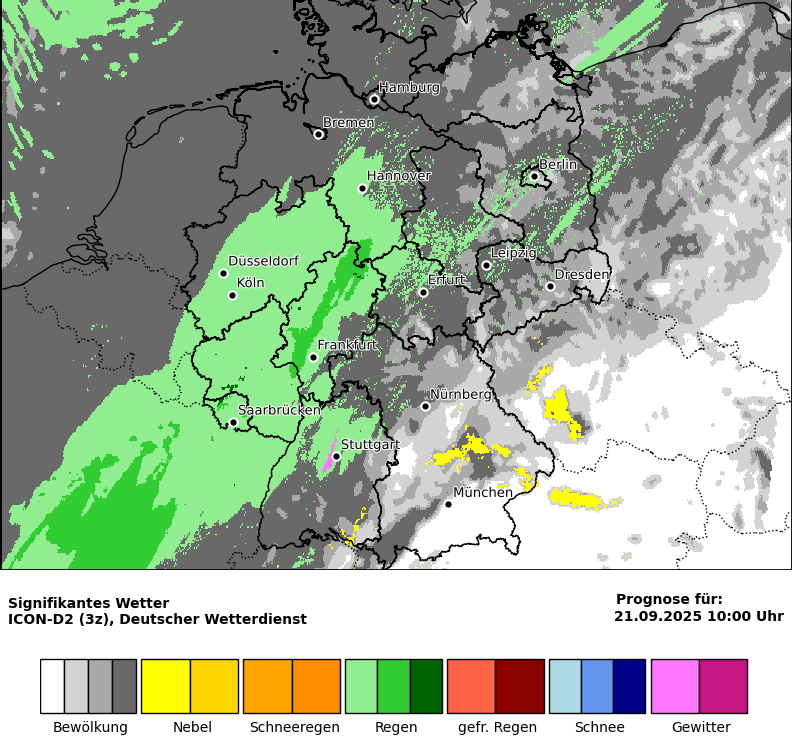 Hamburg
Bremen
Berlin
Hannover
Leipzig
Düsseldorf
Dresden
Köln
Erfurt
Frankfurt
Nürnberg
Saarbrücken
Stuttgart
München
Signifikantes Wetter
ICON-D2 (3z), Deutscher Wetterdienst
Prognose für:
21.09.2025 10:00 Uhr
Bewölkung
Nebel
Schneeregen
Regen
gefr. Regen
Schnee
Gewitter